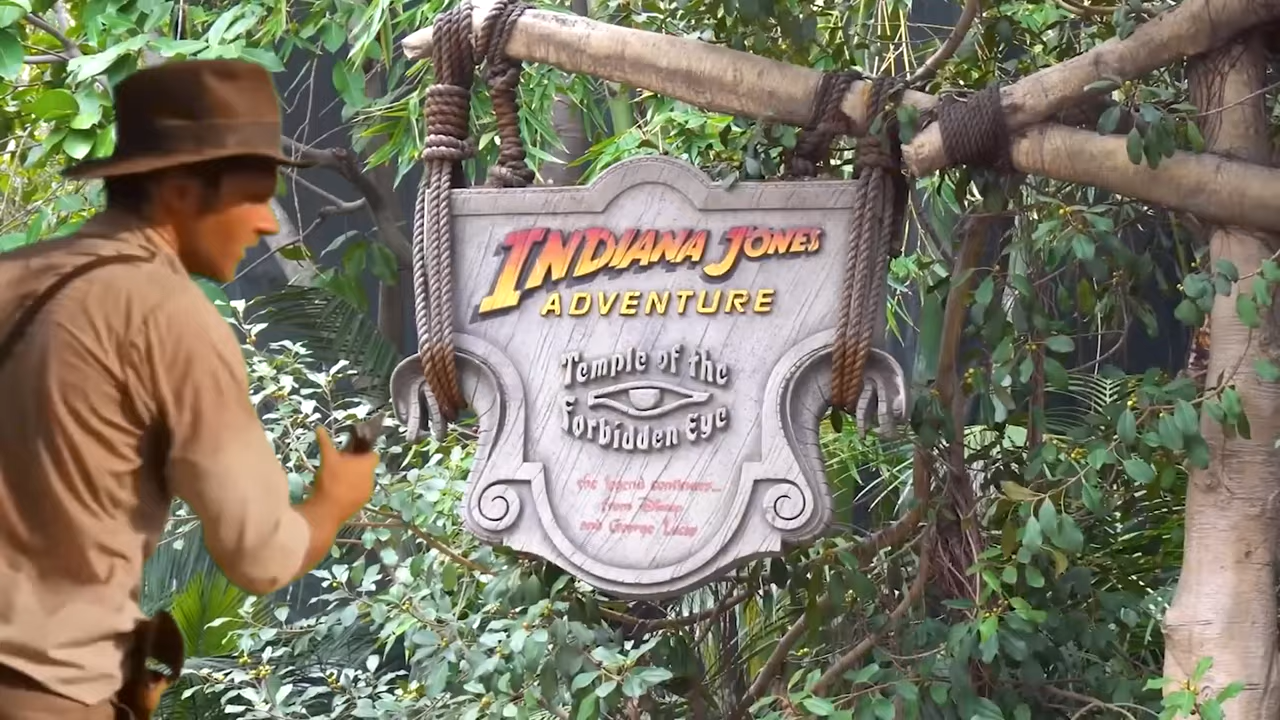 INDIANA JONES
ADVENTURE
Temple of the
Forbidden Eye
the legend continues...
from Disney
and George Lucas